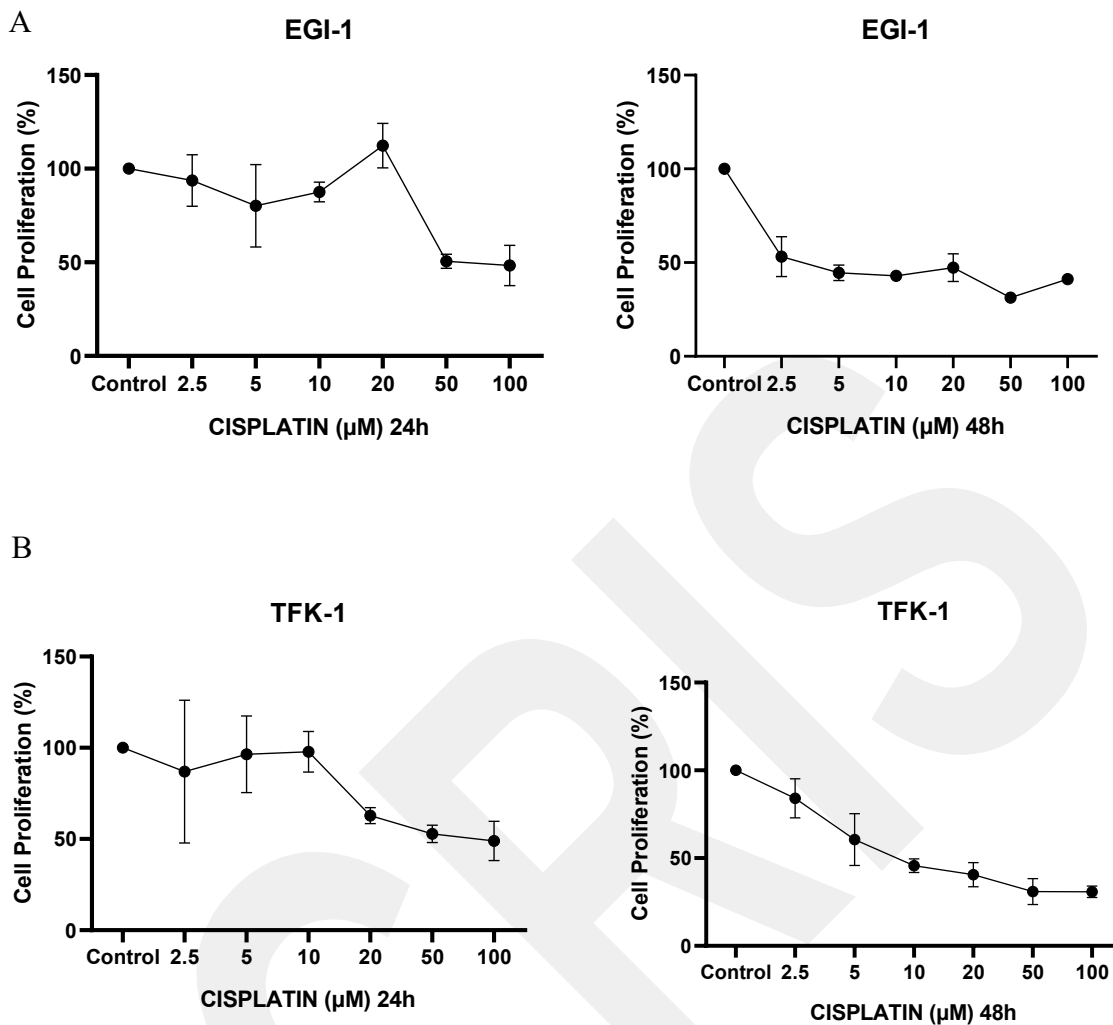 A
EGI-1
150
100
50
0
Cell Proliferation (%)
Control 2.5 5 10 20 50 100
CISPLATIN (µM) 24h
EGI-1
150
100
50
0
Cell Proliferation (%)
Control 2.5 5 10 20 50 100
CISPLATIN (µM) 48h
B
TFK-1
150
100
50
0
Cell Proliferation (%)
Control 2.5 5 10 20 50 100
CISPLATIN (µM) 24h
TFK-1
150
100
50
0
Cell Proliferation (%)
Control 2.5 5 10 20 50 100
CISPLATIN (µM) 48h
CRIS